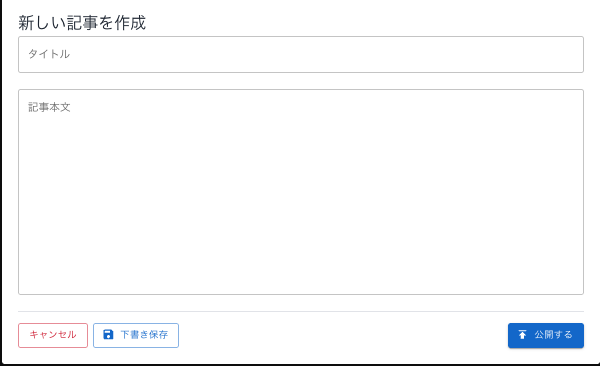 新しい記事を作成
タイトル
記事本文
キャンセル
下書き保存
公開する